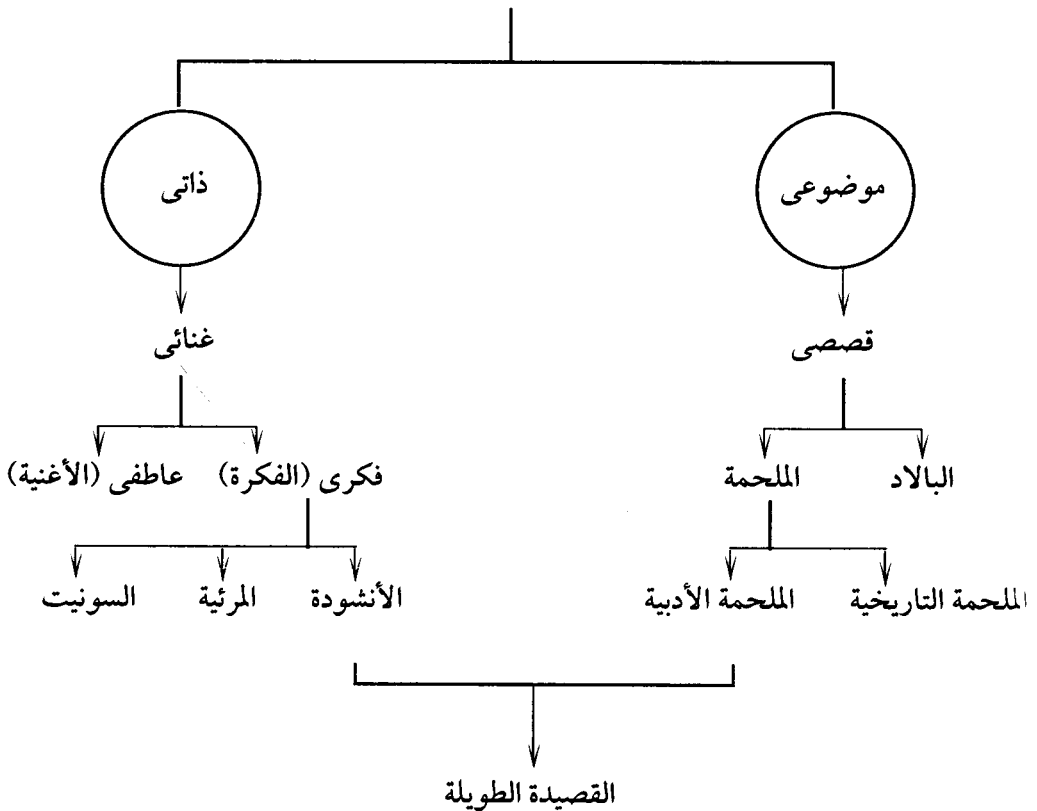 موضوعى ذاتى
قصصى غنائى
البالاد الملحمة فكرى (الفكرة) عاطفى (الأغنية)
الملحمة التاريخية الملحمة الأدبية الأنشودة المرثية السونيت
القصيدة الطويلة